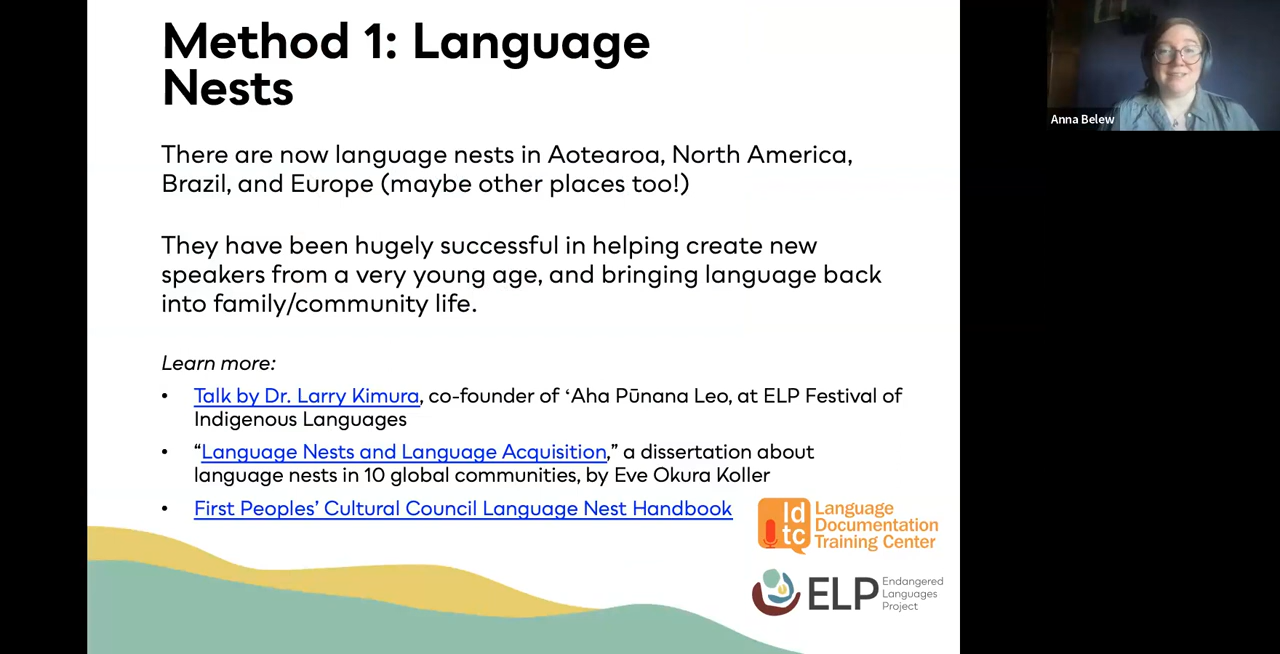 Method 1: Language
Nests
There are now language nests in Aotearoa, North America,
Brazil, and Europe (maybe other places too!)
They have been hugely successful in helping create new
speakers from a very young age, and bringing language back
into family/community life.
Learn more:
• Talk by Dr. Larry Kimura, co-founder of ʻAha Pūnana Leo, at ELP Festival of
Indigenous Languages
• “Language Nests and Language Acquisition,” a dissertation about
language nests in 10 global communities, by Eve Okura Koller
• First Peoples’ Cultural Council Language Nest Handbook
ld
tc
Language
Documentation
Training Center
ELP
Endangered
Languages
Project
Anna Belew